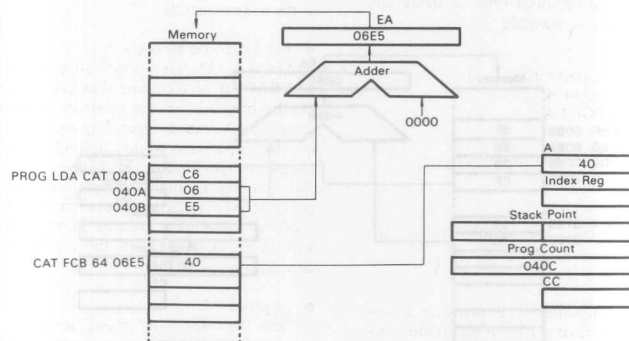 EA
Memory
06E5
Adder
0000
A
PROG LDA CAT 0409 C6
40
040A 06
Index Reg
040B E5
Stack Point
Prog Count
CAT FCB 64 06E5 40
040C
CC